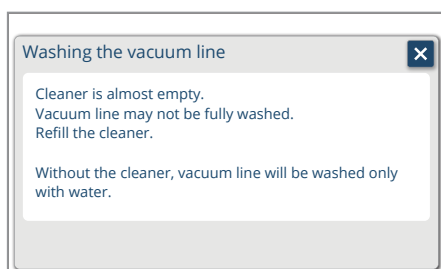 Washing the vacuum line
Cleaner is almost empty.
Vacuum line may not be fully washed.
Refill the cleaner.
Without the cleaner, vacuum line will be washed only
with water.